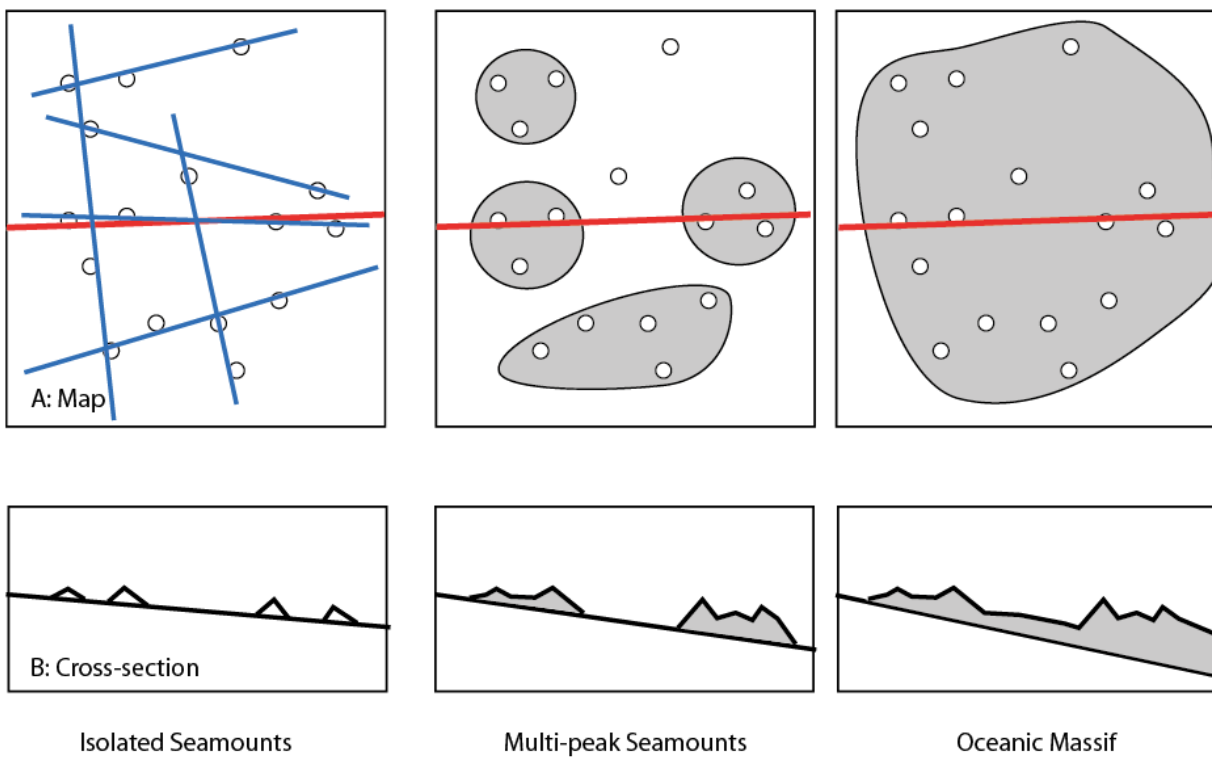 A: Map
B: Cross-section
Isolated Seamounts
Multi-peak Seamounts
Oceanic Massif